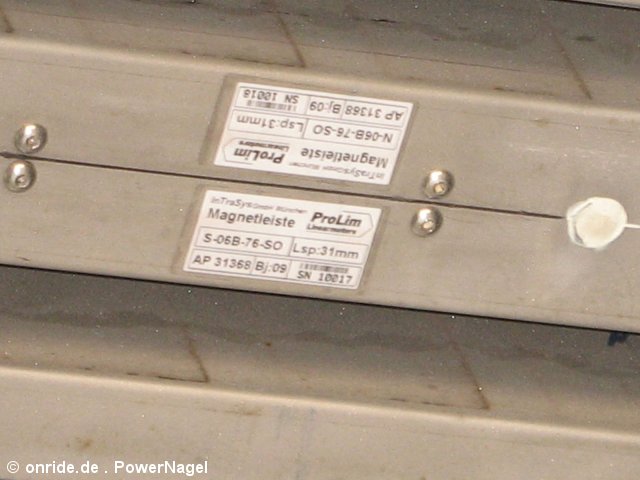 InTraSys GmbH München
Magnetleiste
ProLim
Linearmotors
N-06B-76-SO
Lsp:31mm
AP 31368
Bj:09
SN 10018
InTraSys GmbH München
Magnetleiste
ProLim
Linearmotors
S-06B-76-SO
Lsp:31mm
AP 31368
Bj:09
SN 10017
© onride.de . PowerNagel